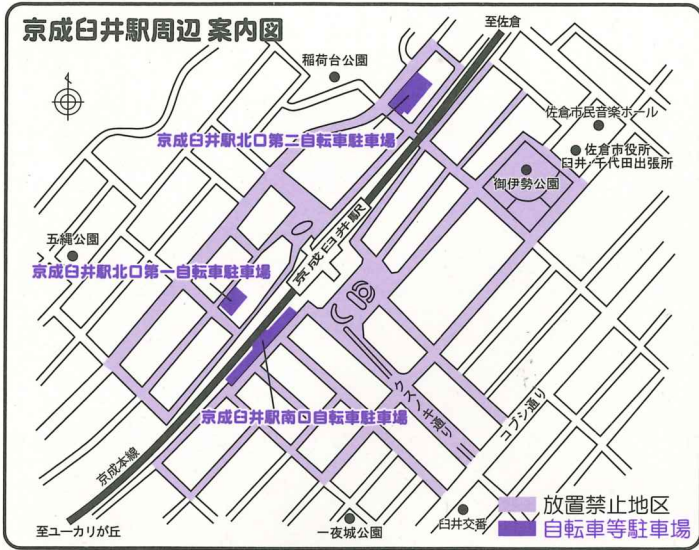 京成臼井駅周辺 案内図
至佐倉
稲荷台公園
佐倉市民音楽ホール
京成臼井駅北口第二自転車駐車場
佐倉市役所
臼井・千代田出張所
御伊勢公園
五縄公園
京成臼井駅
京成臼井駅北口第一自転車駐車場
クスノキ通り
京成臼井駅南口自転車駐車場
コブシ通り
京成本線
放置禁止地区
自転車等駐車場
臼井交番
一夜城公園
至ユーカリが丘